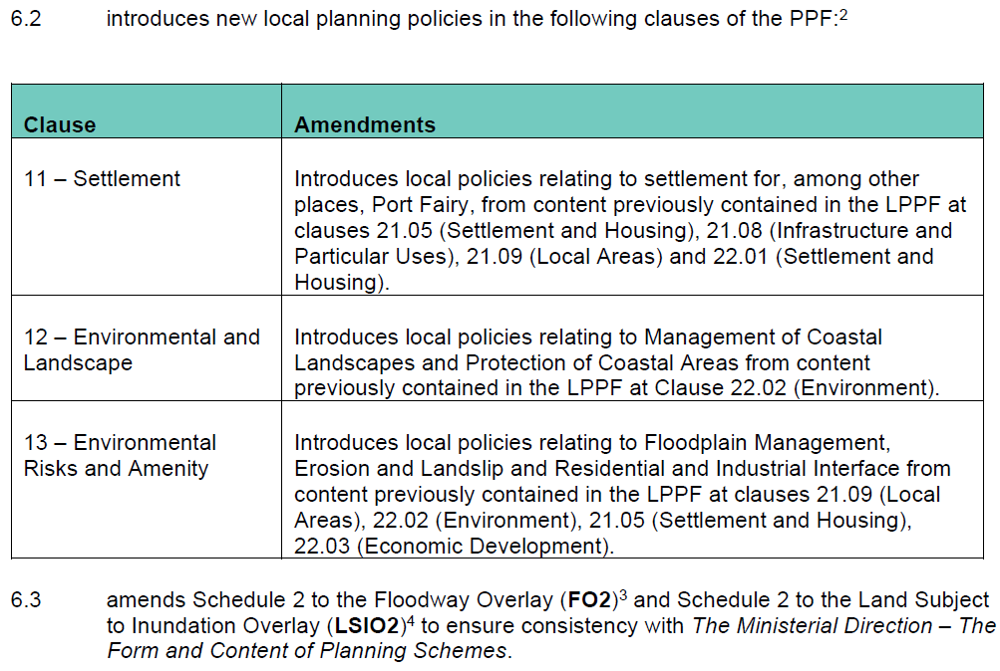 6.2 introduces new local planning policies in the following clauses of the PPF:2
Clause Amendments
11 – Settlement Introduces local policies relating to settlement for, among other
places, Port Fairy, from content previously contained in the LPPF at
clauses 21.05 (Settlement and Housing), 21.08 (Infrastructure and
Particular Uses), 21.09 (Local Areas) and 22.01 (Settlement and
Housing).
12 – Environmental and Introduces local policies relating to Management of Coastal
Landscape Landscapes and Protection of Coastal Areas from content
previously contained in the LPPF at Clause 22.02 (Environment).
13 – Environmental Introduces local policies relating to Floodplain Management,
Risks and Amenity Erosion and Landslip and Residential and Industrial Interface from
content previously contained in the LPPF at clauses 21.09 (Local
Areas), 22.02 (Environment), 21.05 (Settlement and Housing),
22.03 (Economic Development).
6.3 amends Schedule 2 to the Floodway Overlay (FO2)3 and Schedule 2 to the Land Subject
to Inundation Overlay (LSIO2)4 to ensure consistency with The Ministerial Direction – The
Form and Content of Planning Schemes.